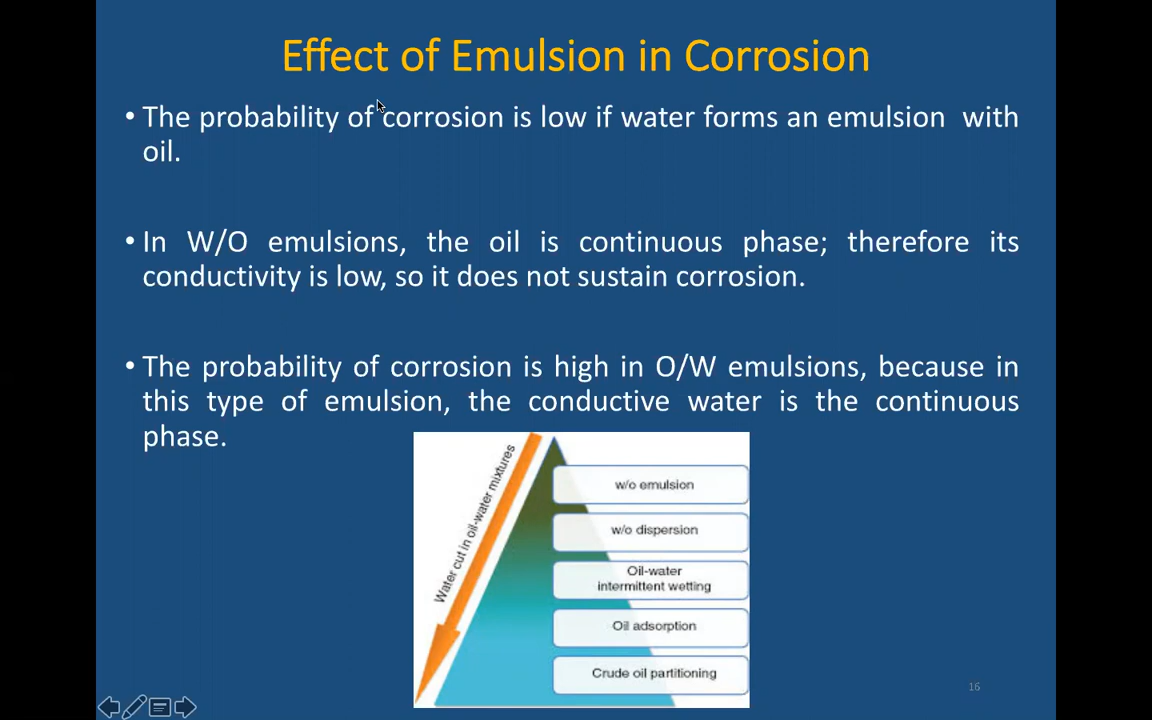 Effect of Emulsion in Corrosion
• The probability of corrosion is low if water forms an emulsion with
oil.
• In W/O emulsions, the oil is continuous phase; therefore its
conductivity is low, so it does not sustain corrosion.
• The probability of corrosion is high in O/W emulsions, because in
this type of emulsion, the conductive water is the continuous
phase.
Water cut in oil-water mixtures
w/o emulsion
w/o dispersion
Oil-water
intermittent wetting
Oil adsorption
Crude oil partitioning
16